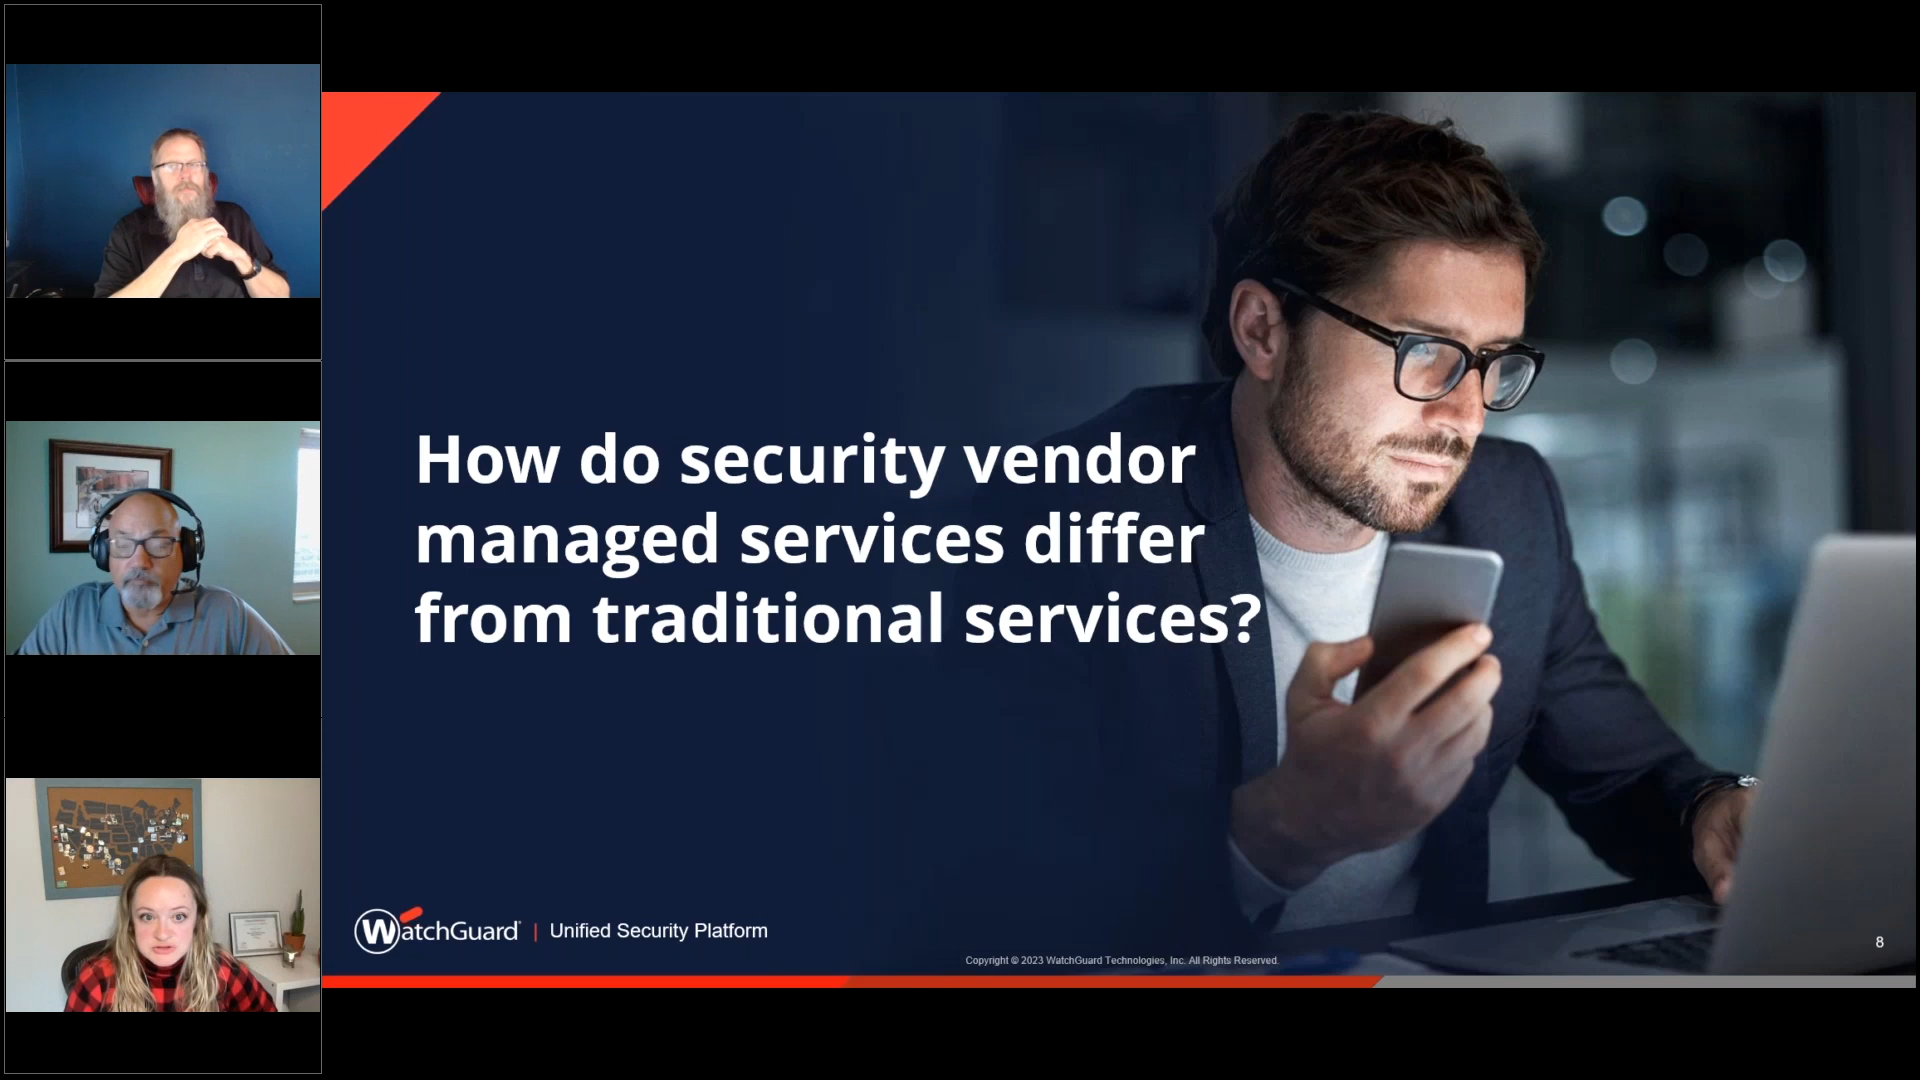 How do security vendor
managed services differ
from traditional services?
WatchGuard | Unified Security Platform
Copyright © 2023 WatchGuard Technologies, Inc. All Rights Reserved.
8